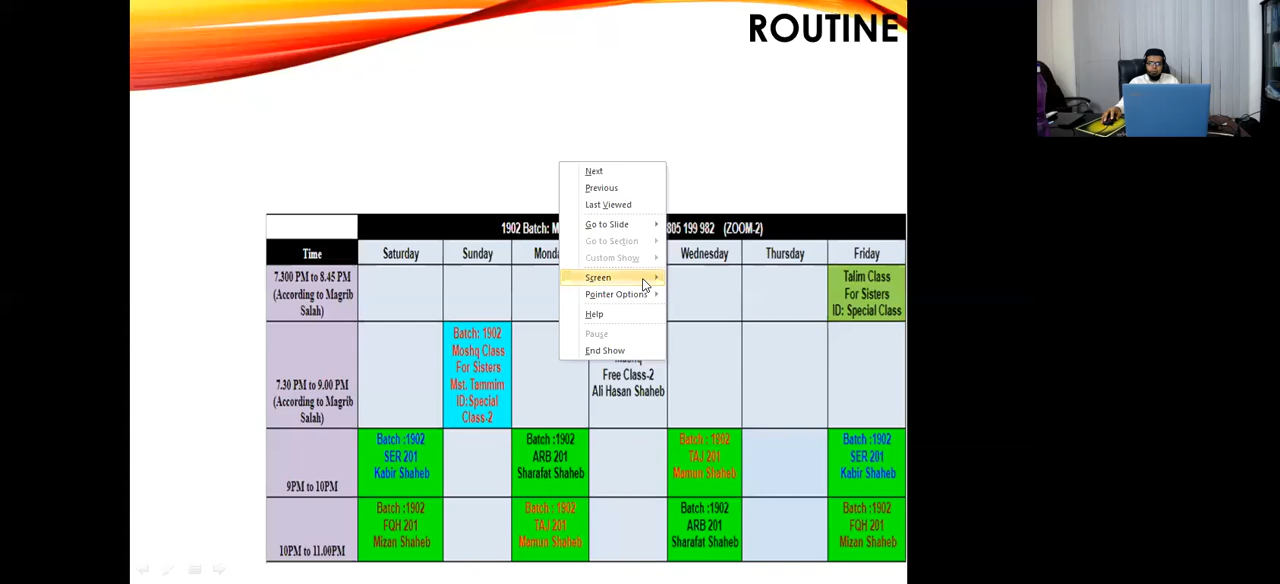 ROUTINE
Next
Previous
Last Viewed
Go to Slide
Go to Section
Custom Show
Screen
Pointer Options
Help
Pause
End Show
1902 Batch: M
805 199 982 (ZOOM-2)
Time Saturday Sunday Mond Wednesday Thursday Friday
7.300 PM to 8.45 PM
(According to Magrib
Salah)
Talim Class
For Sisters
ID: Special Class
7.30 PM to 9.00 PM
(According to Magrib
Salah)
Batch: 1902
Moshq Class
For Sisters
Mst. Tammim
ID:Special
Class-2
Free Class-2
Ali Hasan Shaheb
9PM to 10PM
Batch :1902
SER 201
Kabir Shaheb
Batch :1902
ARB 201
Sharafat Shaheb
Batch : 1902
TAJ 201
Mamun Shaheb
Batch :1902
SER 201
Kabir Shaheb
10PM to 11.00PM
Batch :1902
FQH 201
Mizan Shaheb
Batch : 1902
TAJ 201
Mamun Shaheb
Batch :1902
ARB 201
Sharafat Shaheb
Batch :1902
FQH 201
Mizan Shaheb